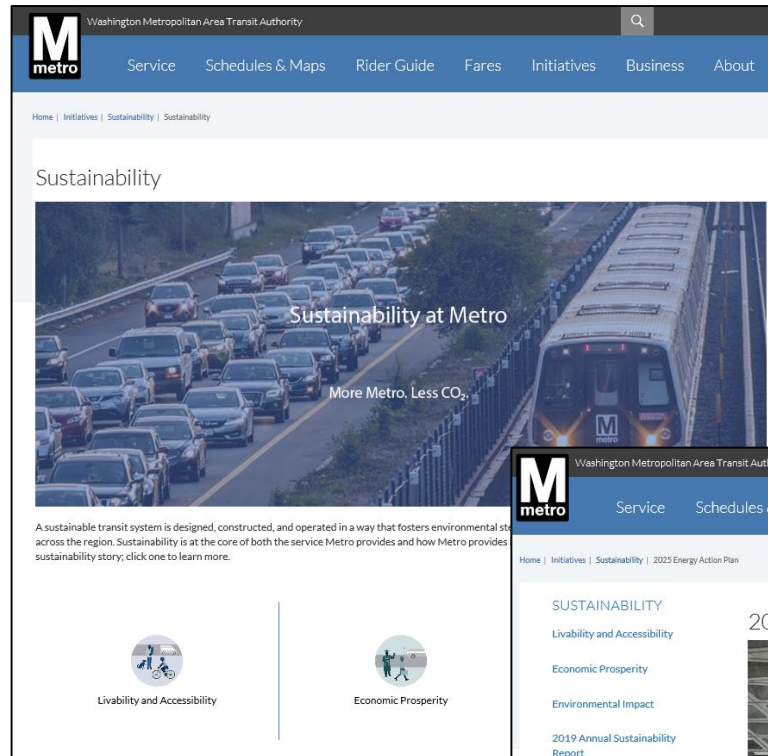 Washington Metropolitan Area Transit Authority
M
metro
Service Schedules & Maps Rider Guide Fares Initiatives Business About
Home | Initiatives | Sustainability | Sustainability
Sustainability
Sustainability at Metro
More Metro. Less CO₂.
M
metro
A sustainable transit system is designed, constructed, and operated in a way that fosters environmental
across the region. Sustainability is at the core of both the service Metro provides and how Metro provides
sustainability story; click one to learn more.
Livability and Accessibility
Economic Prosperity
Washington Metropolitan Area Transit
M
metro
Service Schedules
Home | Initiatives | Sustainability | 2025 Energy Action Plan
SUSTAINABILITY
Livability and Accessibility
Economic Prosperity
Environmental Impact
2019 Annual Sustainability
Report